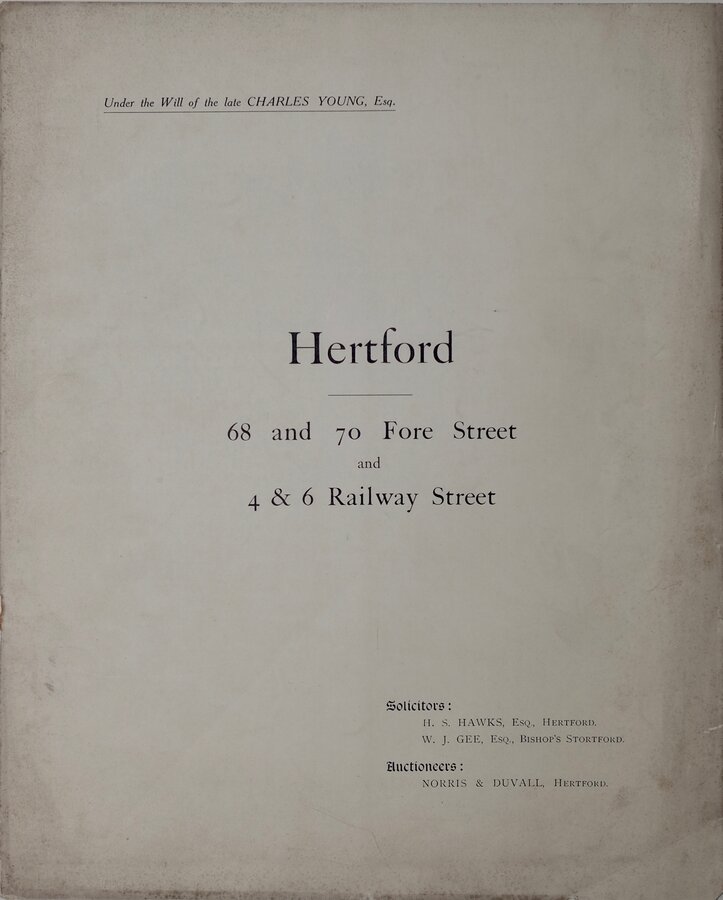 Under the Will of the late CHARLES YOUNG, Esq.
Hertford
68 and 70 Fore Street
and
4 & 6 Railway Street
Solicitors :
H. S. HAWKS, Esq., Hertford.
W. J. GEE, Esq., Bishop's Stortford.
Auctioneers :
NORRIS & DUVALL, Hertford.